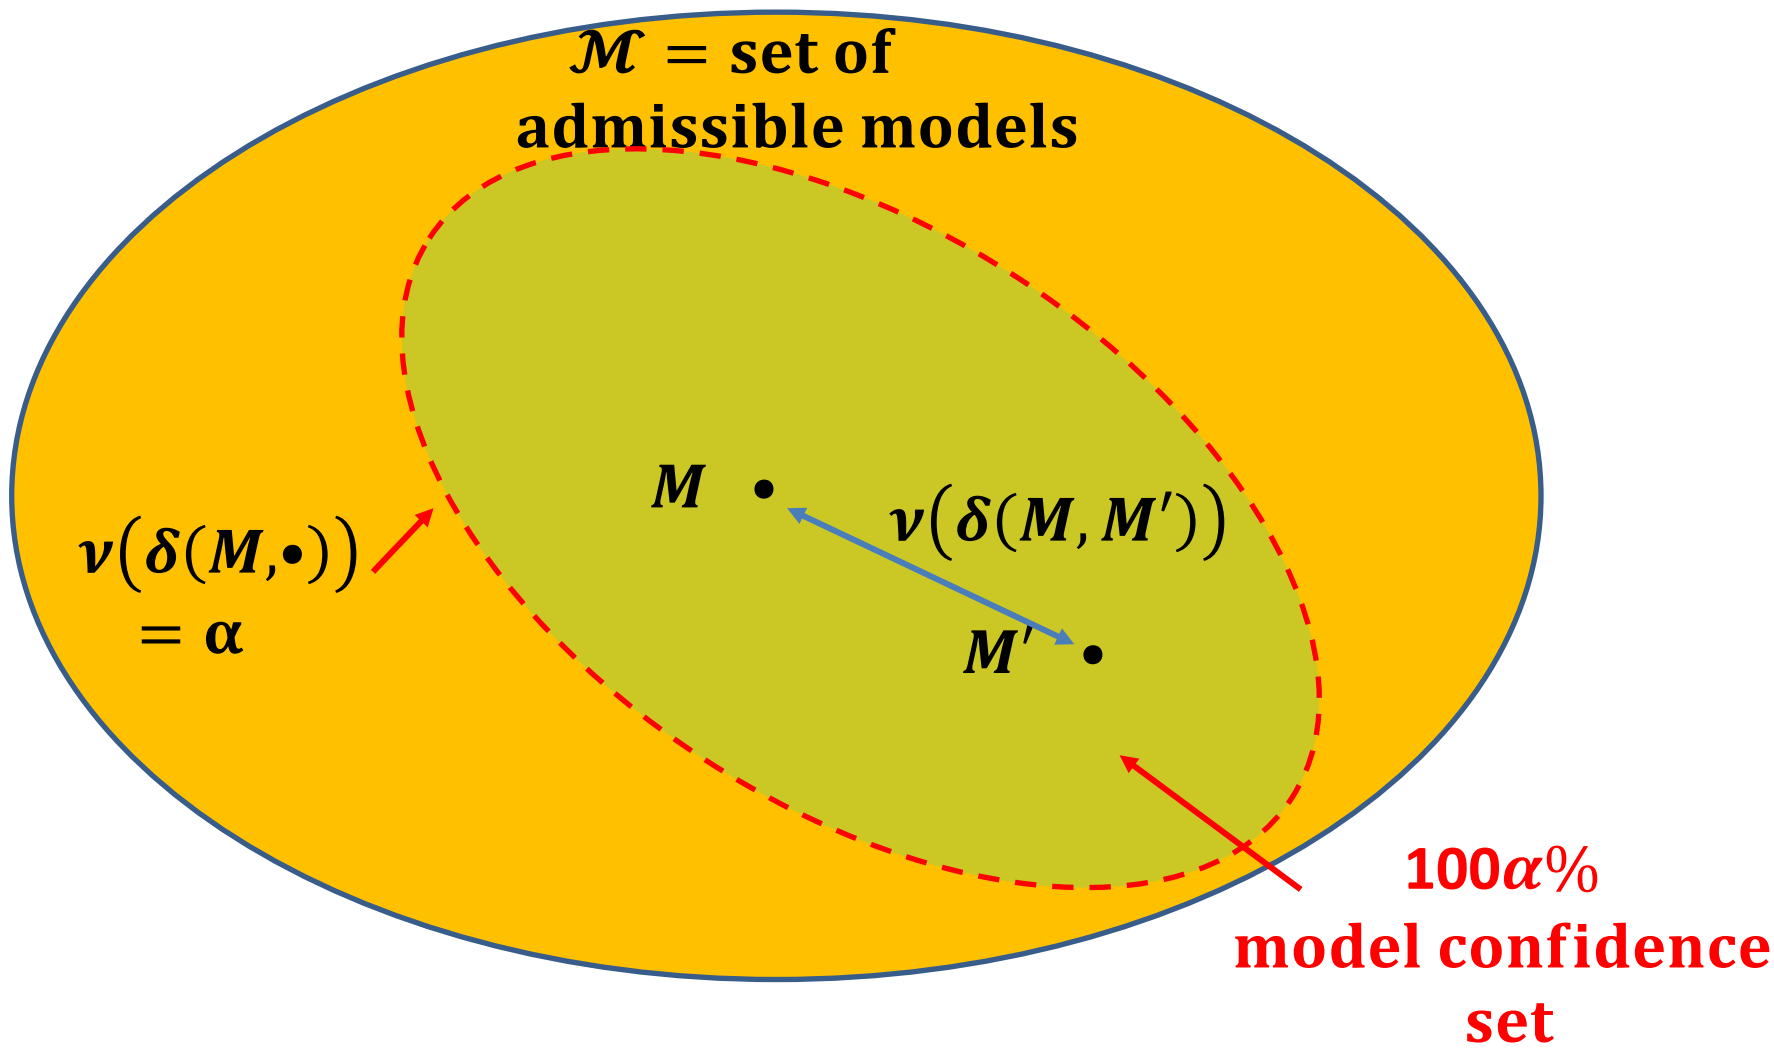 ℳ = set of
admissible models
M
ν(δ(M, M′))
ν(δ(M,•))
= α
M′
100α%
model confidence
set